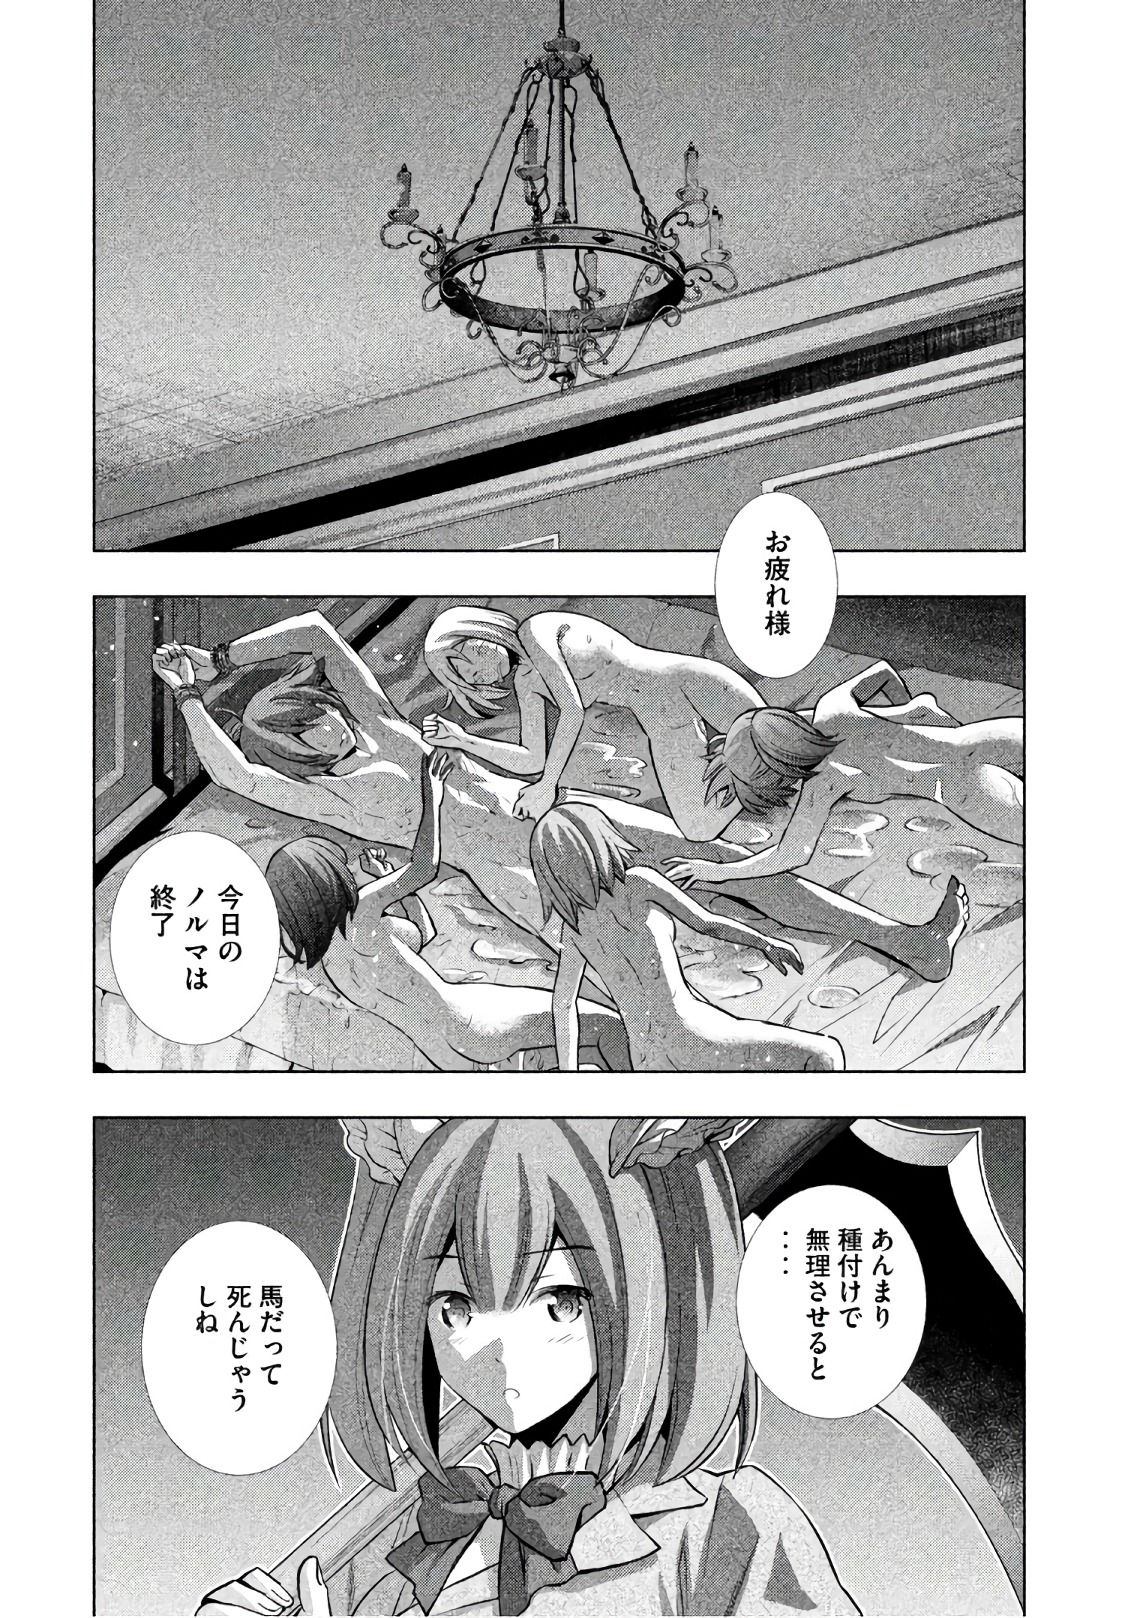 お疲れ様
今日の
ノルマは
終了
あんまり
種付けで
無理させると
‥‥
馬だって
死んじゃう
しね